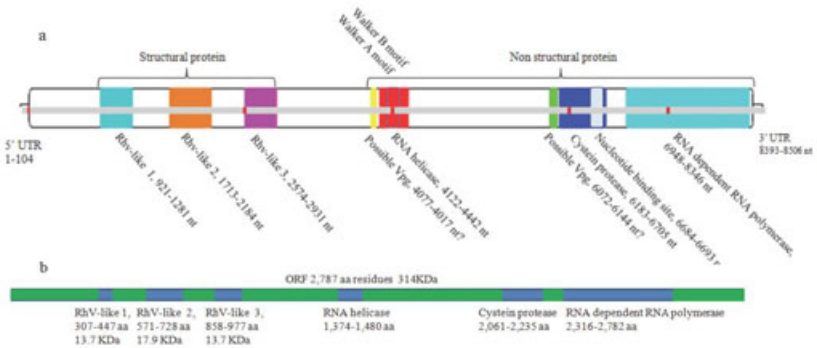 a
Walker B motif
Walker A motif
Structural protein
Non structural protein
5' UTR
1-104
Rhv-like 1, 921-1281 nt
Rhv-like 2, 1713-2184 nt
Rhv-like 3, 2574-2931 nt
Possible Vpg, 4077-4017 nt?
RNA helicase, 4122-4442 nt
Possible Vpg, 6072-6144 nt?
Cystein protease, 6183-6705 nt
Nucleotide binding site, 6684-6693
RNA dependent RNA polymerase,
6948-8346 nt
3' UTR
8393-8506 nt
b
ORF 2,787 aa residues 314KDa
RhV-like 1,
307-447 aa
13.7 KDa
RhV-like 2,
571-728 aa
17.9 KDa
RhV-like 3,
858-977 aa
13.7 KDa
RNA helicase
1,374-1,480 aa
Cystein protease
2,061-2,235 aa
RNA dependent RNA polymerase
2,316-2,782 aa